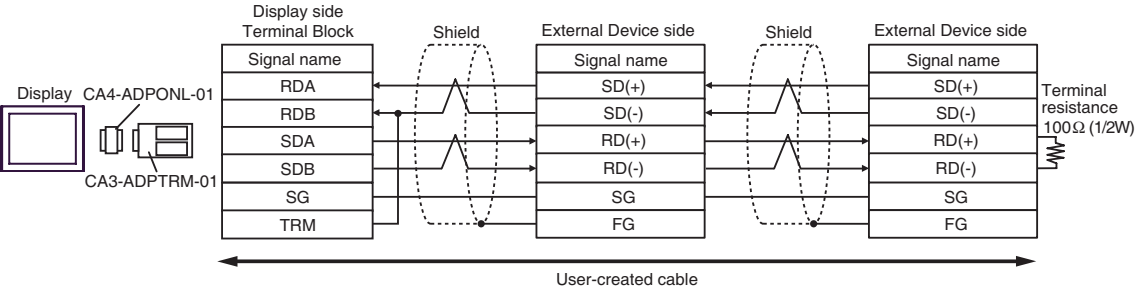 Display side
Terminal Block
Shield
External Device side
Shield
External Device side
Signal name
Signal name
Signal name
Display
CA4-ADPONL-01
CA3-ADPTRM-01
RDA
SD(+)
SD(+)
RDB
SD(-)
SD(-)
SDA
RD(+)
RD(+)
SDB
RD(-)
RD(-)
SG
SG
SG
TRM
FG
FG
Terminal
resistance
100Ω (1/2W)
User-created cable